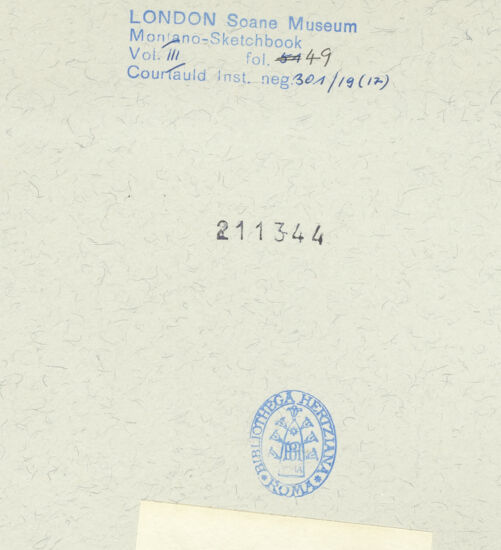 LONDON Soane Museum
Montano-Sketchbook
Vol. III fol. 49
Courtauld Inst. neg. 301/19(17)
211344
BIBLIOTHECA HERTZIANA
ROMA